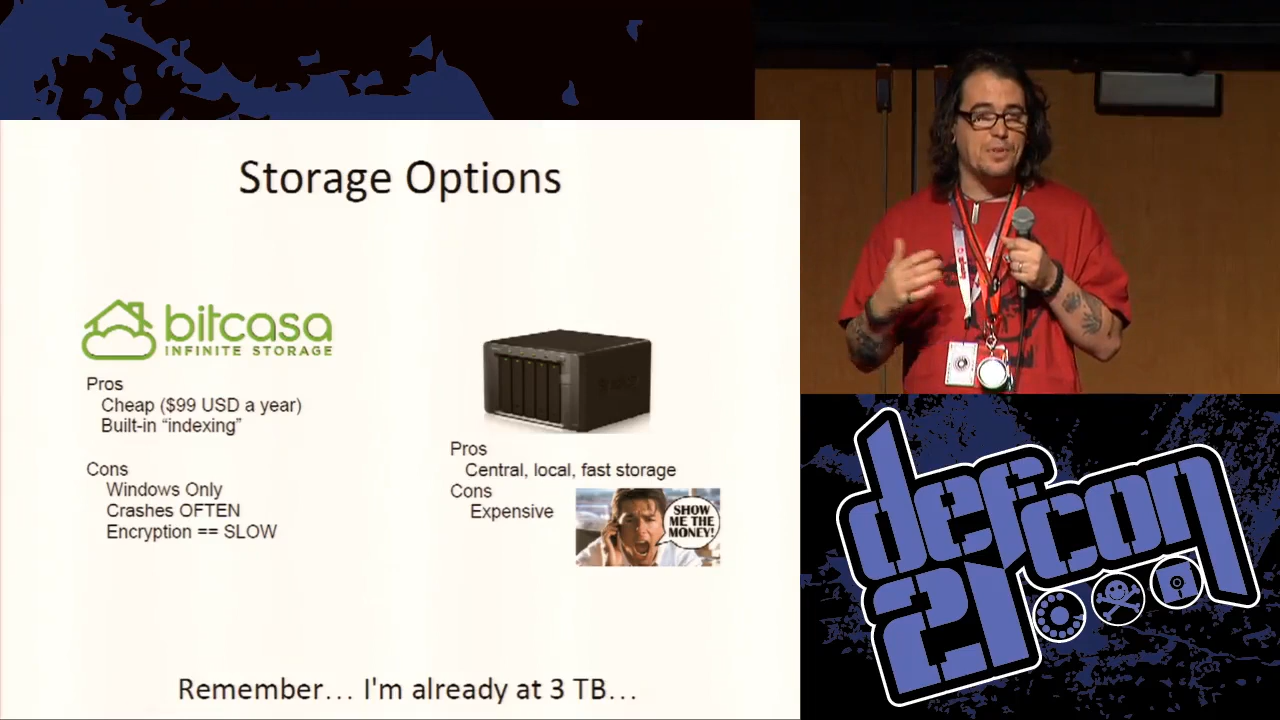 Storage Options
bitcasa
INFINITE STORAGE
Pros
Cheap ($99 USD a year)
Built-in “indexing”
Cons
Windows Only
Crashes OFTEN
Encryption == SLOW
Pros
Central, local, fast storage
Cons
Expensive
SHOW
ME THE
MONEY!
Remember… I'm already at 3 TB…
defcon
21